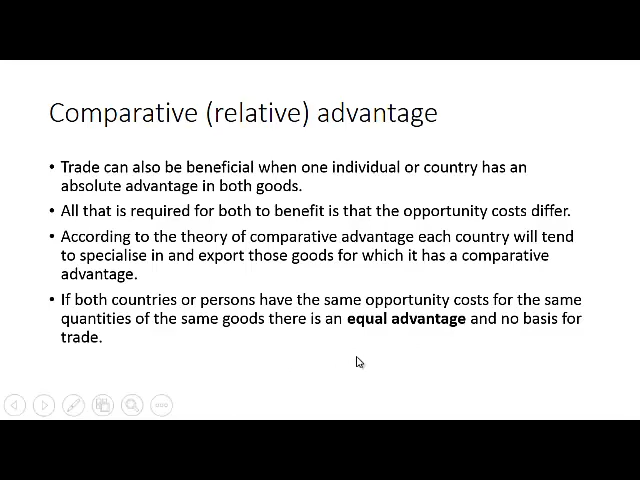 Comparative (relative) advantage
• Trade can also be beneficial when one individual or country has an
absolute advantage in both goods.
• All that is required for both to benefit is that the opportunity costs differ.
• According to the theory of comparative advantage each country will tend
to specialise in and export those goods for which it has a comparative
advantage.
• If both countries or persons have the same opportunity costs for the same
quantities of the same goods there is an equal advantage and no basis for
trade.